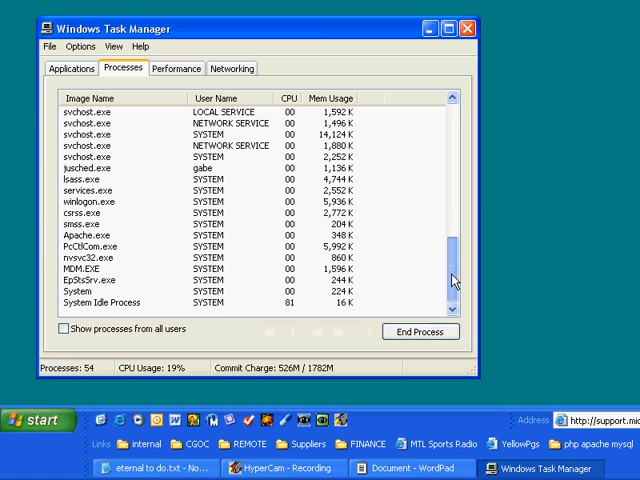 Windows Task Manager
File Options View Help
Applications Processes Performance Networking
Image Name User Name CPU Mem Usage
svchost.exe LOCAL SERVICE 00 1,592 K
svchost.exe NETWORK SERVICE 00 1,496 K
svchost.exe SYSTEM 00 14,124 K
svchost.exe NETWORK SERVICE 00 1,880 K
svchost.exe SYSTEM 00 2,252 K
jusched.exe gabe 00 1,136 K
lsass.exe SYSTEM 00 4,744 K
services.exe SYSTEM 00 2,552 K
winlogon.exe SYSTEM 00 5,936 K
csrss.exe SYSTEM 00 2,772 K
smss.exe SYSTEM 00 204 K
Apache.exe SYSTEM 00 348 K
PcCtlCom.exe SYSTEM 00 5,992 K
nvsvc32.exe SYSTEM 00 860 K
MDM.EXE SYSTEM 00 1,596 K
EpStsSrv.exe SYSTEM 00 244 K
System SYSTEM 00 224 K
System Idle Process SYSTEM 81 16 K
Show processes from all users End Process
Processes: 54 CPU Usage: 19% Commit Charge: 526M / 1782M
start Address http://support.mic
Links internal CGOC REMOTE Suppliers FINANCE MTL Sports Radio YellowPgs php apache mysql
eternal to do.txt - No... HyperCam - Recording Document - WordPad Windows Task Manager